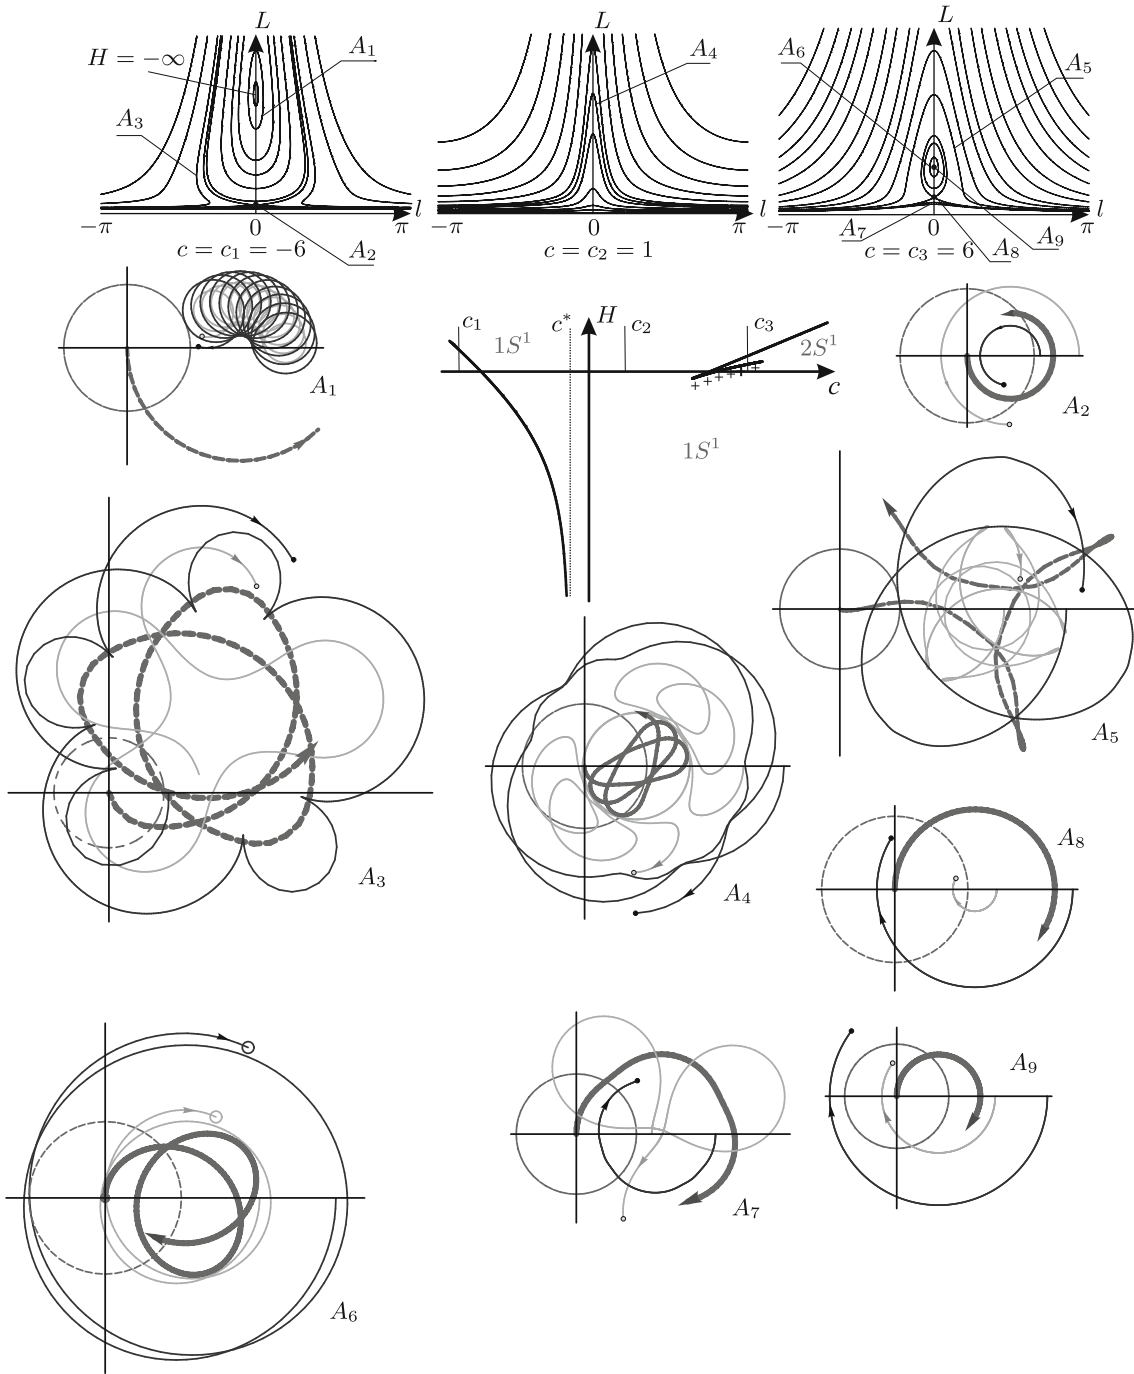 L
H = −∞
A₁
A₃
−π
0
π
l
A₂
c = c₁ = −6
L
A₄
−π
0
π
l
c = c₂ = 1
L
A₆
A₅
−π
0
π
l
A₇
A₈
A₉
c = c₃ = 6
A₁
c₁
1S¹
c*
H
c₂
c₃
2S¹
c
1S¹
A₂
A₃
A₄
A₅
A₈
A₆
A₇
A₉